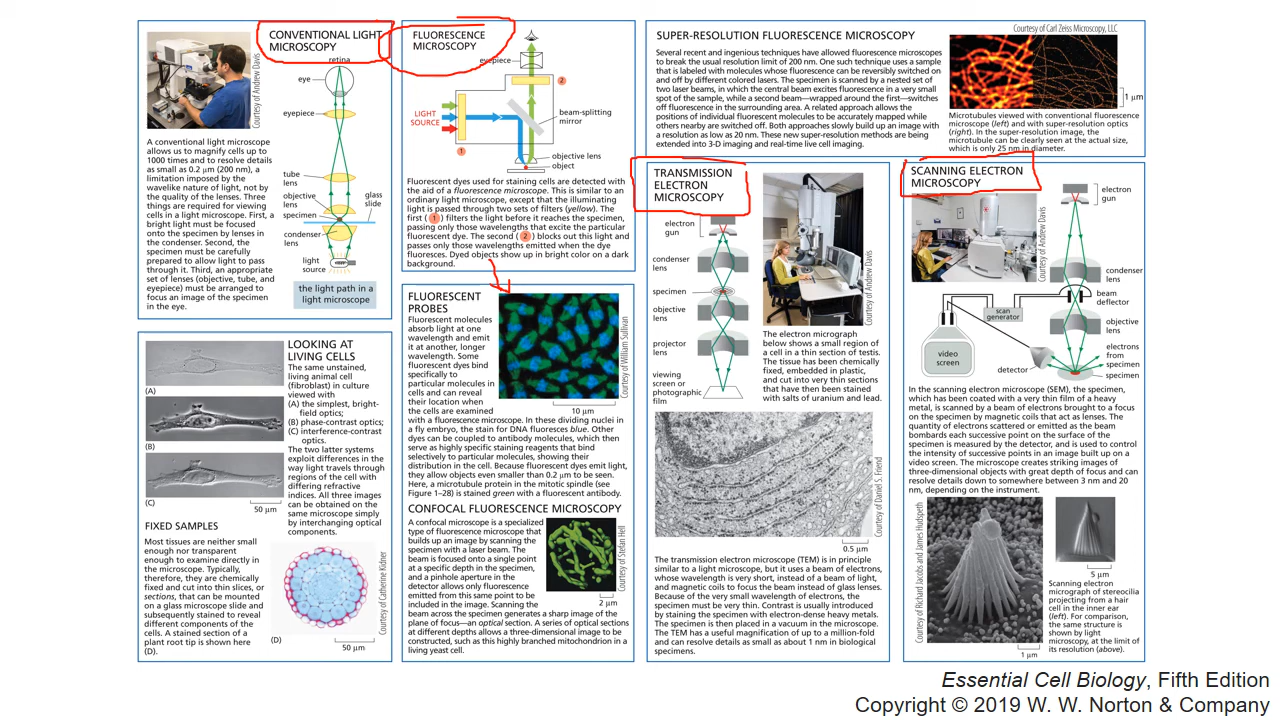 CONVENTIONAL LIGHT
MICROSCOPY
Courtesy of Andrew Davis
retina
eye
eyepiece
tube
lens
objective
lens
specimen
glass
slide
condenser
lens
light
source
the light path in a
light microscope
A conventional light microscope
allows us to magnify cells up to
1000 times and to resolve details
as small as 0.2 μm (200 nm), a
limitation imposed by the
wavelike nature of light, not by
the quality of the lenses. Three
things are required for viewing
cells in a light microscope. First, a
bright light must be focused
onto the specimen by lenses in
the condenser. Second, the
specimen must be carefully
prepared to allow light to pass
through it. Third, an appropriate
set of lenses (objective, tube, and
eyepiece) must be arranged to
focus an image of the specimen
in the eye.
LOOKING AT
LIVING CELLS
The same unstained,
living animal cell
(fibroblast) in culture
viewed with
(A) the simplest, bright-
field optics;
(B) phase-contrast optics;
(C) interference-contrast
optics.
The two latter systems
exploit differences in the
way light travels through
regions of the cell with
differing refractive
indices. All three images
can be obtained on the
same microscope simply
by interchanging optical
components.
(A)
(B)
(C)
50 μm
FIXED SAMPLES
Most tissues are neither small
enough nor transparent
enough to examine directly in
the microscope. Typically,
therefore, they are chemically
fixed and cut into thin slices, or
sections, that can be mounted
on a glass microscope slide and
subsequently stained to reveal
different components of the
cells. A stained section of a
plant root tip is shown here
(D).
(D)
50 μm
Courtesy of Catherine Kidner
FLUORESCENCE
MICROSCOPY
eyepiece
2
LIGHT
SOURCE
1
beam-splitting
mirror
objective lens
object
Fluorescent dyes used for staining cells are detected with
the aid of a fluorescence microscope. This is similar to an
ordinary light microscope, except that the illuminating
light is passed through two sets of filters (yellow). The
first ( 1 ) filters the light before it reaches the specimen,
passing only those wavelengths that excite the particular
fluorescent dye. The second ( 2 ) blocks out this light and
passes only those wavelengths emitted when the dye
fluoresces. Dyed objects show up in bright color on a dark
background.
FLUORESCENT
PROBES
Fluorescent molecules
absorb light at one
wavelength and emit
it at another, longer
wavelength. Some
fluorescent dyes bind
specifically to
particular molecules in
cells and can reveal
their location when
the cells are examined
with a fluorescence microscope. In these dividing nuclei in
a fly embryo, the stain for DNA fluoresces blue. Other
dyes can be coupled to antibody molecules, which then
serve as highly specific staining reagents that bind
selectively to particular molecules, showing their
distribution in the cell. Because fluorescent dyes emit light,
they allow objects even smaller than 0.2 μm to be seen.
Here, a microtubule protein in the mitotic spindle (see
Figure 1–28) is stained green with a fluorescent antibody.
10 μm
Courtesy of William Sullivan
CONFOCAL FLUORESCENCE MICROSCOPY
A confocal microscope is a specialized
type of fluorescence microscope that
builds up an image by scanning the
specimen with a laser beam. The
beam is focused onto a single point
at a specific depth in the specimen,
and a pinhole aperture in the
detector allows only fluorescence
emitted from this same point to be
included in the image. Scanning the
beam across the specimen generates a sharp image of the
plane of focus—an optical section. A series of optical sections
at different depths allows a three-dimensional image to be
constructed, such as this highly branched mitochondrion in a
living yeast cell.
2 μm
Courtesy of Stefan Hell
SUPER-RESOLUTION FLUORESCENCE MICROSCOPY
Several recent and ingenious techniques have allowed fluorescence microscopes
to break the usual resolution limit of 200 nm. One such technique uses a sample
that is labeled with molecules whose fluorescence can be reversibly switched on
and off by different colored lasers. The specimen is scanned by a nested set of
two laser beams, in which the central beam excites fluorescence in a very small
spot of the sample, while a second beam—wrapped around the first—switches
off fluorescence in the surrounding area. A related approach allows the
positions of individual fluorescent molecules to be accurately mapped while
others nearby are switched off. Both approaches slowly build up an image with
a resolution as low as 20 nm. These new super-resolution methods are being
extended into 3-D imaging and real-time live cell imaging.
Courtesy of Carl Zeiss Microscopy, LLC
1 μm
Microtubules viewed with conventional fluorescence
microscope (left) and with super-resolution optics
(right). In the super-resolution image, the
microtubule can be clearly seen at the actual size,
which is only 25 nm in diameter.
TRANSMISSION
ELECTRON
MICROSCOPY
electron
gun
condenser
lens
specimen
objective
lens
projector
lens
viewing
screen or
photographic
film
Courtesy of Andrew Davis
The electron micrograph
below shows a small region of
a cell in a thin section of testis.
The tissue has been chemically
fixed, embedded in plastic,
and cut into very thin sections
that have then been stained
with salts of uranium and lead.
Courtesy of Daniel S. Friend
0.5 μm
The transmission electron microscope (TEM) is in principle
similar to a light microscope, but it uses a beam of electrons,
whose wavelength is very short, instead of a beam of light,
and magnetic coils to focus the beam instead of glass lenses.
Because of the very small wavelength of electrons, the
specimen must be very thin. Contrast is usually introduced
by staining the specimen with electron-dense heavy metals.
The specimen is then placed in a vacuum in the microscope.
The TEM has a useful magnification of up to a million-fold
and can resolve details as small as about 1 nm in biological
specimens.
SCANNING ELECTRON
MICROSCOPY
Courtesy of Andrew Davis
electron
gun
condenser
lens
beam
deflector
scan
generator
objective
lens
video
screen
detector
electrons
from
specimen
specimen
In the scanning electron microscope (SEM), the specimen,
which has been coated with a very thin film of a heavy
metal, is scanned by a beam of electrons brought to a focus
on the specimen by magnetic coils that act as lenses. The
quantity of electrons scattered or emitted as the beam
bombards each successive point on the surface of the
specimen is measured by the detector, and is used to control
the intensity of successive points in an image built up on a
video screen. The microscope creates striking images of
three-dimensional objects with great depth of focus and can
resolve details down to somewhere between 3 nm and 20
nm, depending on the instrument.
Courtesy of Richard Jacobs and James Hudspeth
1 μm
5 μm
Scanning electron
micrograph of stereocilia
projecting from a hair
cell in the inner ear
(left). For comparison,
the same structure is
shown by light
microscopy, at the limit of
its resolution (above).
Essential Cell Biology, Fifth Edition
Copyright © 2019 W. W. Norton & Company